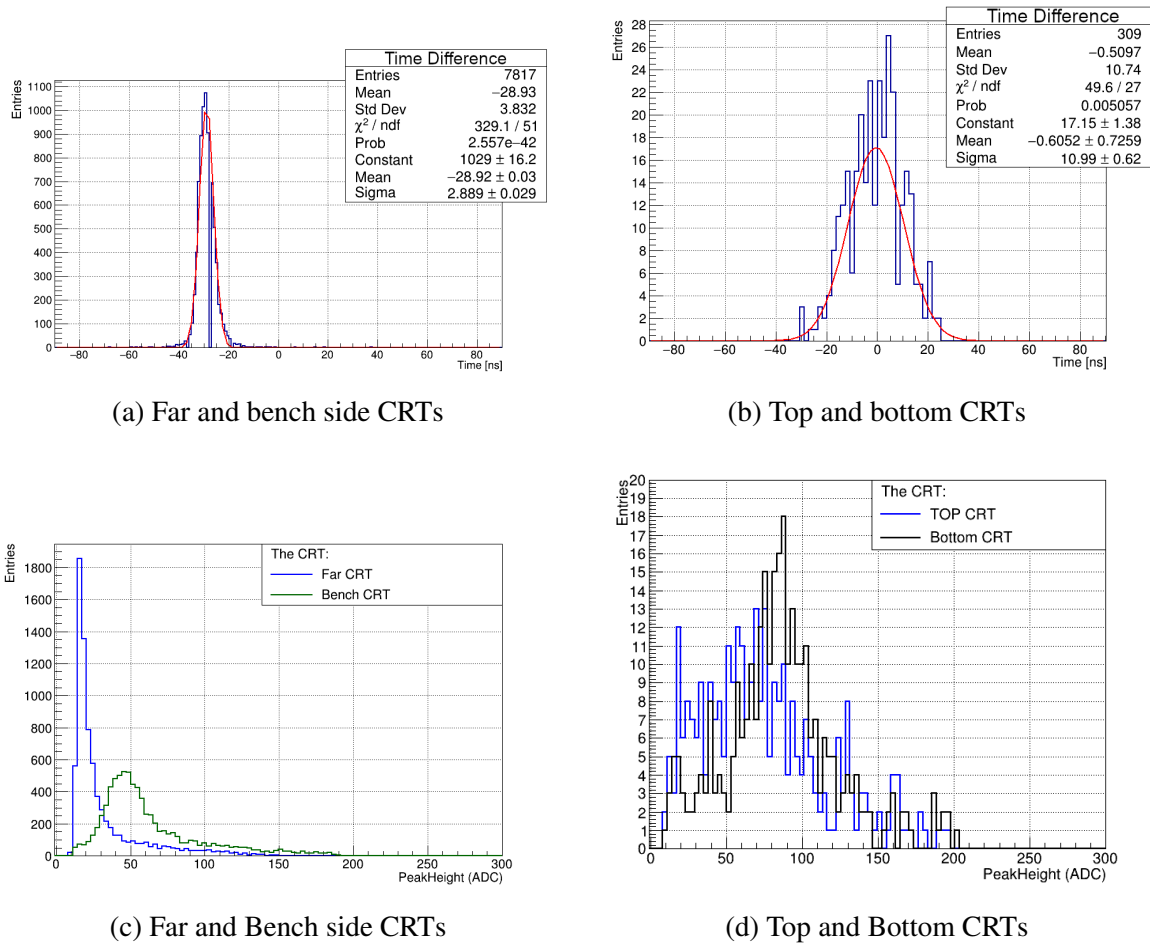 Time Difference
Entries 7817
Mean −28.93
Std Dev 3.832
χ² / ndf 329.1 / 51
Prob 2.557e−42
Constant 1029 ± 16.2
Mean −28.92 ± 0.03
Sigma 2.889 ± 0.029
Entries
1100
1000
900
800
700
600
500
400
300
200
100
0
−80 −60 −40 −20 0 20 40 60 80
Time [ns]
(a) Far and bench side CRTs
Time Difference
Entries 309
Mean −0.5097
Std Dev 10.74
χ² / ndf 49.6 / 27
Prob 0.005057
Constant 17.15 ± 1.38
Mean −0.6052 ± 0.7259
Sigma 10.99 ± 0.62
Entries
28
26
24
22
20
18
16
14
12
10
8
6
4
2
0
−80 −60 −40 −20 0 20 40 60 80
Time [ns]
(b) Top and bottom CRTs
Entries
The CRT:
Far CRT
Bench CRT
1800
1600
1400
1200
1000
800
600
400
200
0
0 50 100 150 200 250 300
PeakHeight (ADC)
(c) Far and Bench side CRTs
Entries
The CRT:
TOP CRT
Bottom CRT
20
19
18
17
16
15
14
13
12
11
10
9
8
7
6
5
4
3
2
1
0
0 50 100 150 200 250 300
PeakHeight (ADC)
(d) Top and Bottom CRTs